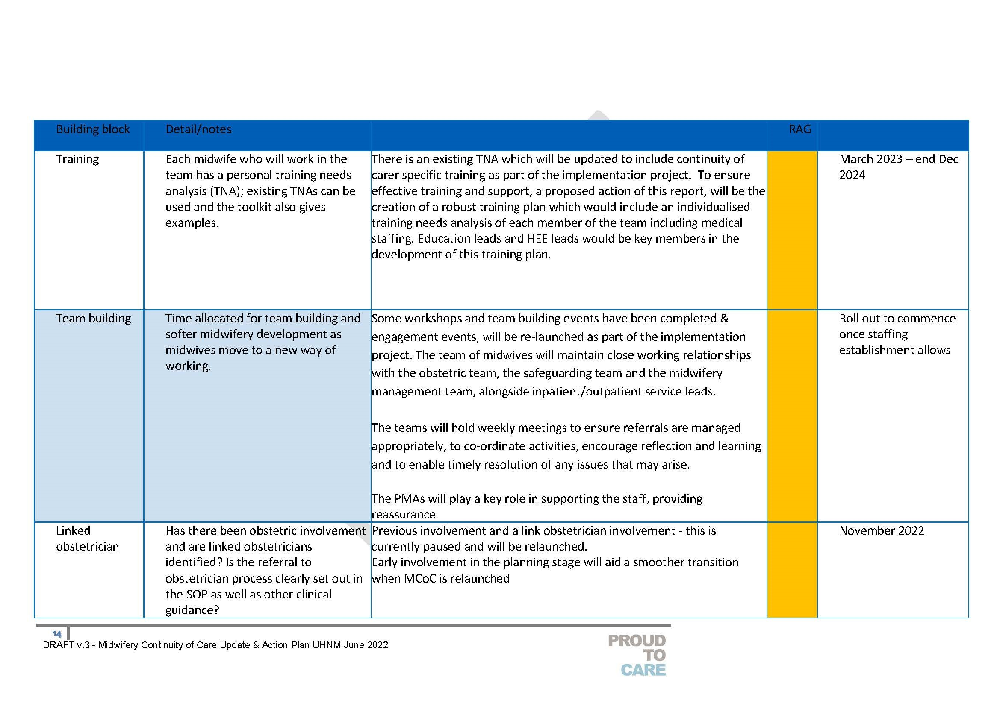 Building block
Detail/notes
RAG
Training
Each midwife who will work in the
team has a personal training needs
analysis (TNA); existing TNAs can be
used and the toolkit also gives
examples.
There is an existing TNA which will be updated to include continuity of
carer specific training as part of the implementation project.  To ensure
effective training and support, a proposed action of this report, will be the
creation of a robust training plan which would include an individualised
training needs analysis of each member of the team including medical
staffing. Education leads and HEE leads would be key members in the
development of this training plan.
March 2023 – end Dec
2024
Team building
Time allocated for team building and
softer midwifery development as
midwives move to a new way of
working.
Some workshops and team building events have been completed &
engagement events, will be re-launched as part of the implementation
project. The team of midwives will maintain close working relationships
with the obstetric team, the safeguarding team and the midwifery
management team, alongside inpatient/outpatient service leads.
The teams will hold weekly meetings to ensure referrals are managed
appropriately, to co-ordinate activities, encourage reflection and learning
and to enable timely resolution of any issues that may arise.
The PMAs will play a key role in supporting the staff, providing
reassurance
Roll out to commence
once staffing
establishment allows
Linked
obstetrician
Has there been obstetric involvement
and are linked obstetricians
identified? Is the referral to
obstetrician process clearly set out in
the SOP as well as other clinical
guidance?
Previous involvement and a link obstetrician involvement - this is
currently paused and will be relaunched.
Early involvement in the planning stage will aid a smoother transition
when MCoC is relaunched
November 2022
14
DRAFT v.3 - Midwifery Continuity of Care Update & Action Plan UHNM June 2022
PROUD
TO
CARE